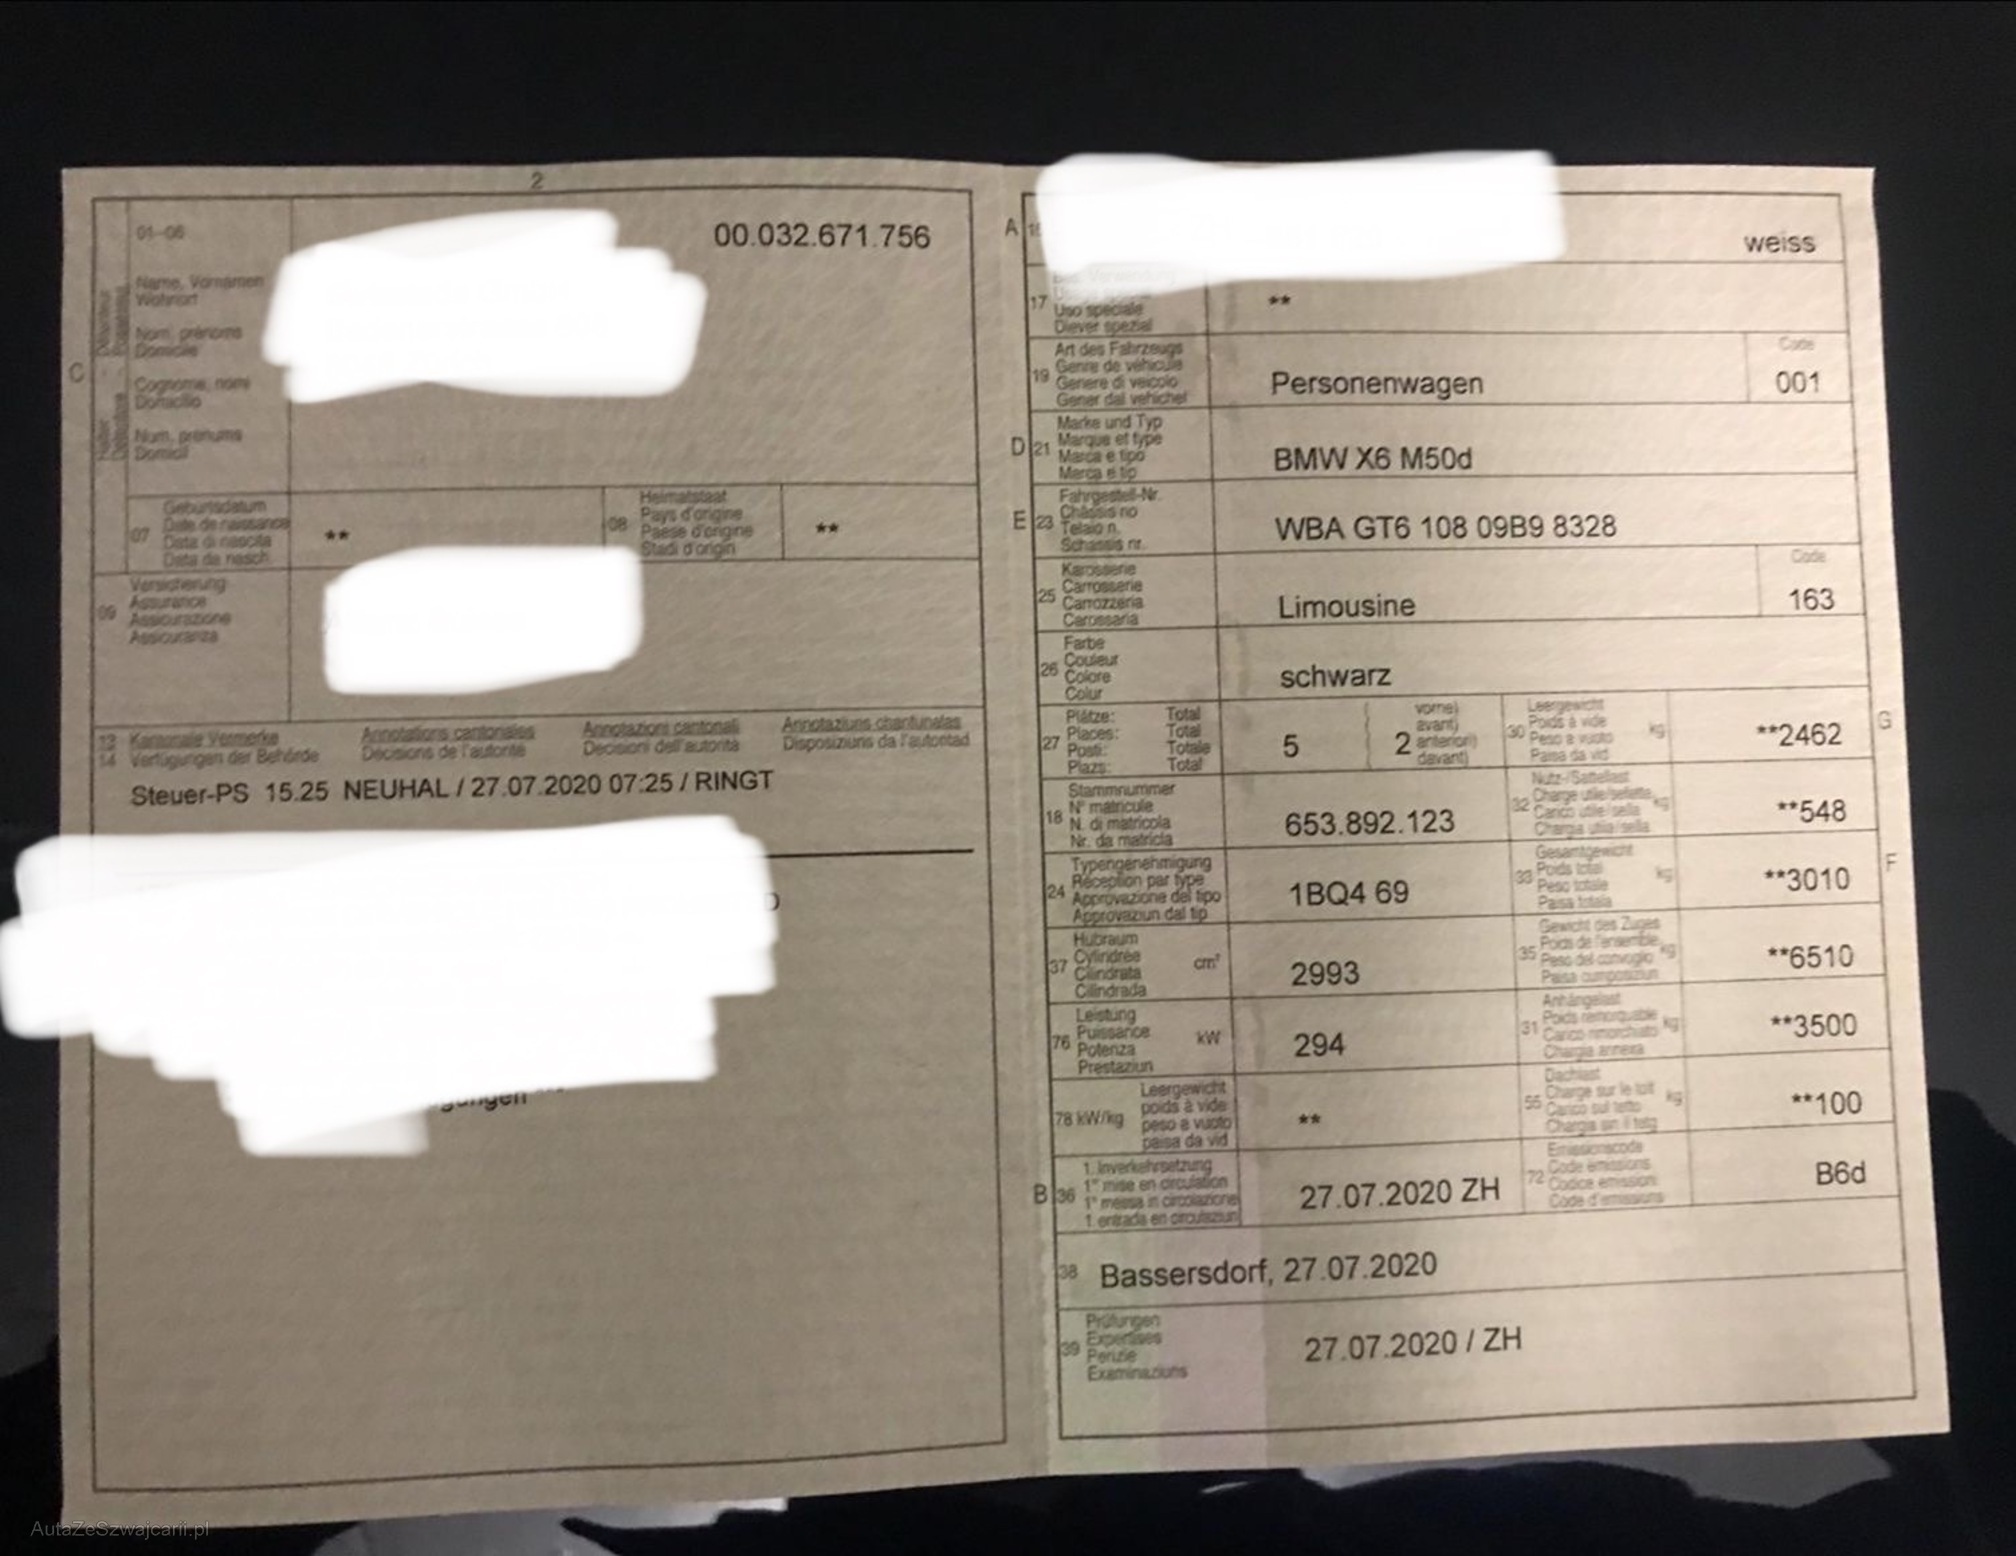 2
01-06
00.032.671.756
Name, Vornamen
Wohnort
Nom, prénoms
Domicile
C
Cognome, nomi
Domicilio
Num, prenums
Domicil
07
Geburtsdatum
Date de naissance
Data di nascita
Data da nasch.
**
08
Heimatstaat
Pays d'origine
Paese d'origine
Stadi d'origin
**
09
Versicherung
Assurance
Assicurazione
Assicuranza
13 Kantonale Vermerke Annotations cantonales Annotazioni cantonali Annotaziuns chantunalas
14 Verfügungen der Behörde Décisions de l'autorité Decisioni dell'autorità Disposiziuns da l'autoritad
Steuer-PS 15.25 NEUHAL / 27.07.2020 07:25 / RINGT
A
weiss
17
Uso speciale
Diever spezial
**
19
Art des Fahrzeugs
Genre de véhicule
Genere di veicolo
Gener dal vehichel
Personenwagen
Code
001
D 21
Marke und Typ
Marque et type
Marca e tipo
Merca e tip
BMW X6 M50d
E 23
Fahrgestell-Nr.
Châssis no
Telaio n.
Schassis nr.
WBA GT6 108 09B9 8328
25
Karosserie
Carrosserie
Carrozzeria
Carossaria
Limousine
Code
163
26
Farbe
Couleur
Colore
Colur
schwarz
27
Plätze: Total
Places: Total
Posti: Totale
Plazs: Total
5
2
vorne)
avant)
anteriori)
davant)
30
Leergewicht
Poids à vide
Peso a vuoto
Paisa da vid
kg
**2462
G
18
Stammnummer
N° matricule
N. di matricola
Nr. da matricla
653.892.123
32
Nutz-/Sattellast
Charge utile/sellette
Carico utile/sella
Chargia utila/sella
kg
**548
24
Typengenehmigung
Réception par type
Approvazione del tipo
Approvaziun dal tip
1BQ4 69
33
Gesamtgewicht
Poids total
Peso totale
Paisa totala
kg
**3010
F
37
Hubraum
Cylindrée
Cilindrata
Cilindrada
cm³
2993
35
Gewicht des Zuges
Poids de l'ensemble
Peso del convoglio
Paisa cumposiziun
kg
**6510
76
Leistung
Puissance
Potenza
Prestaziun
kW
294
31
Anhängelast
Poids remorquable
Carico rimorchiato
Chargia annexa
kg
**3500
78 kW/kg
Leergewicht
poids à vide
peso a vuoto
paisa da vid
**
55
Dachlast
Charge sur le toit
Carico sul tetto
Chargia sin il tetg
kg
**100
B 36
1. Inverkehrsetzung
1re mise en circulation
1a messa in circolazione
1. entrada en circulaziun
27.07.2020 ZH
72
Emissionscode
Code émissions
Codice emissioni
Code d'emissiuns
B6d
38 Bassersdorf, 27.07.2020
39
Prüfungen
Expertises
Perizie
Examinaziuns
27.07.2020 / ZH
AutaZeSzwajcarii.pl